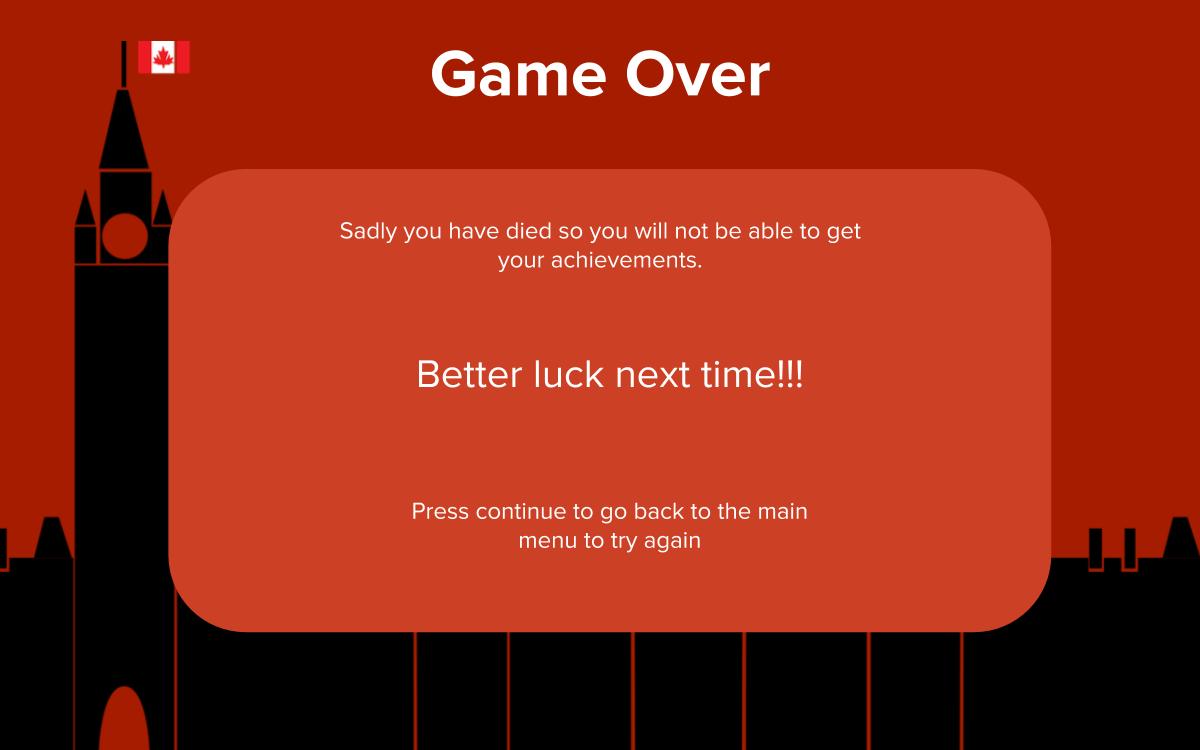 Game Over
Sadly you have died so you will not be able to get
your achievements.
Better luck next time!!!
Press continue to go back to the main
menu to try again